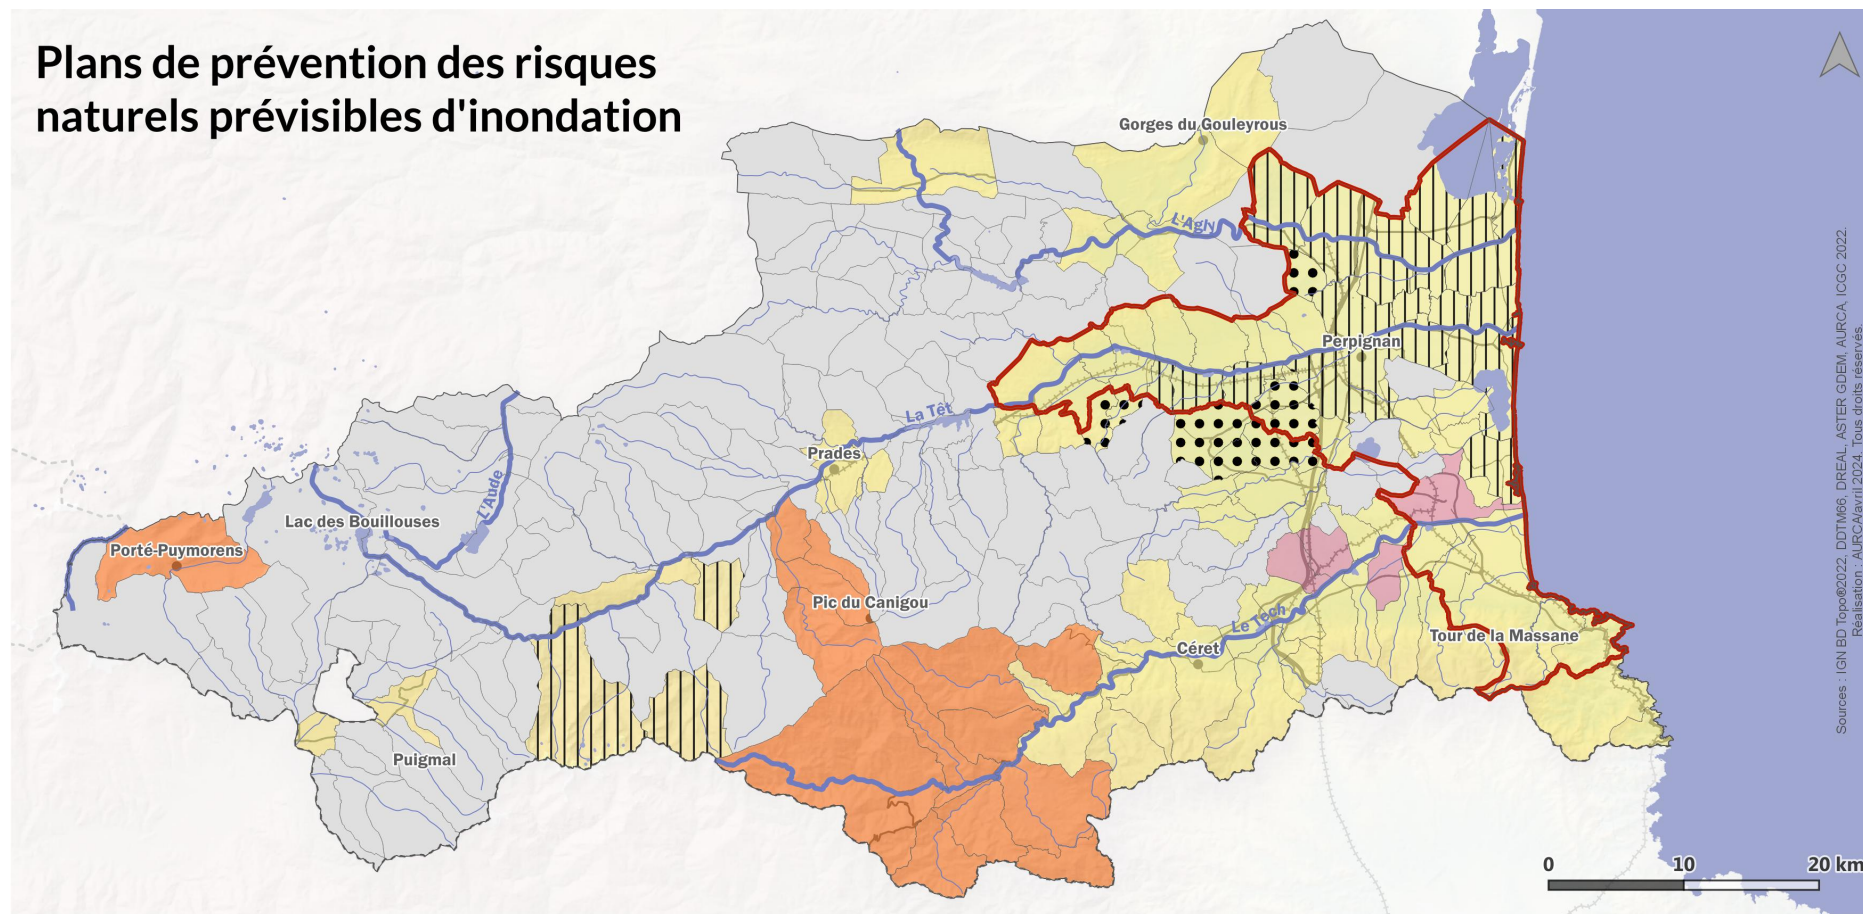 Plans de prévention des risques
naturels prévisibles d'inondation
Gorges du Gouleyrous
L'Agly
Perpignan
La Têt
Prades
L'Aude
Lac des Bouillouses
Porté-Puymorens
Pic du Canigou
Le Tech
Tour de la Massane
Céret
Puigmal
0 10 20 km
Sources : IGN BD Topo®2022, DDTM66, DREAL, ASTER GDEM, AURCA, ICGC 2022.
Réalisation : AURCA/avril 2024. Tous droits réservés.